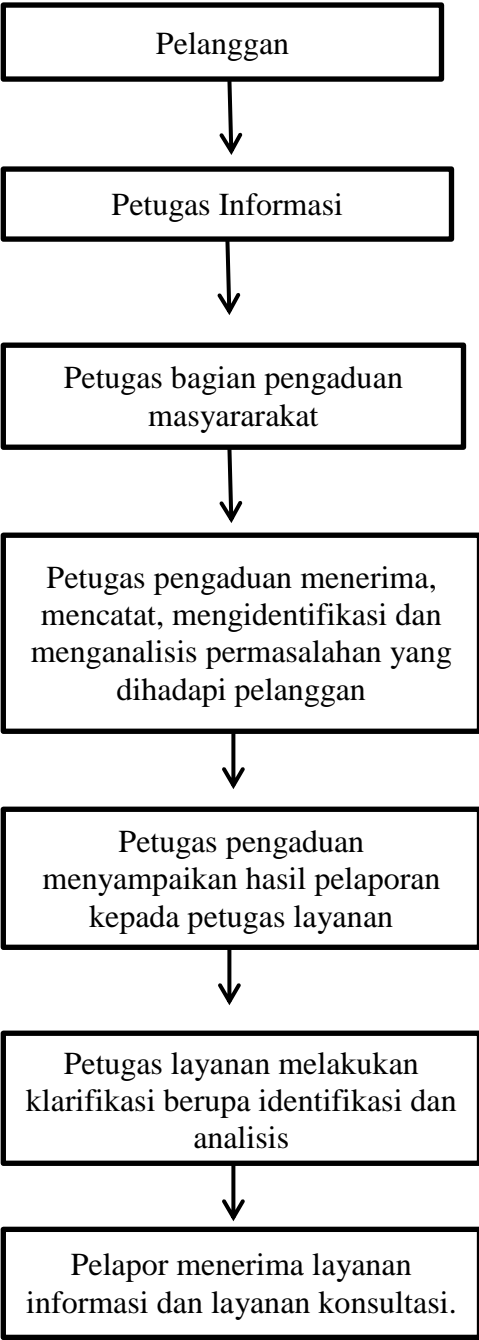 Pelanggan
Petugas Informasi
Petugas bagian pengaduan
masyararakat
Petugas pengaduan menerima,
mencatat, mengidentifikasi dan
menganalisis permasalahan yang
dihadapi pelanggan
Petugas pengaduan
menyampaikan hasil pelaporan
kepada petugas layanan
Petugas layanan melakukan
klarifikasi berupa identifikasi dan
analisis
Pelapor menerima layanan
informasi dan layanan konsultasi.